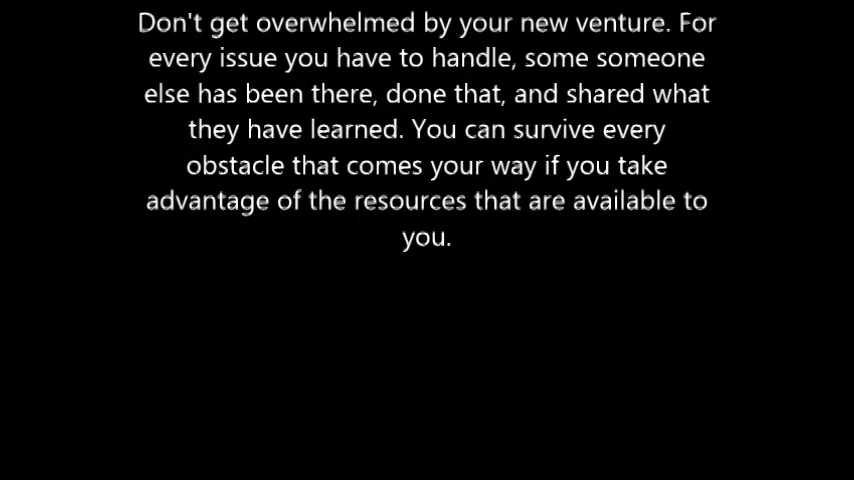 Don't get overwhelmed by your new venture. For
every issue you have to handle, some someone
else has been there, done that, and shared what
they have learned. You can survive every
obstacle that comes your way if you take
advantage of the resources that are available to
you.